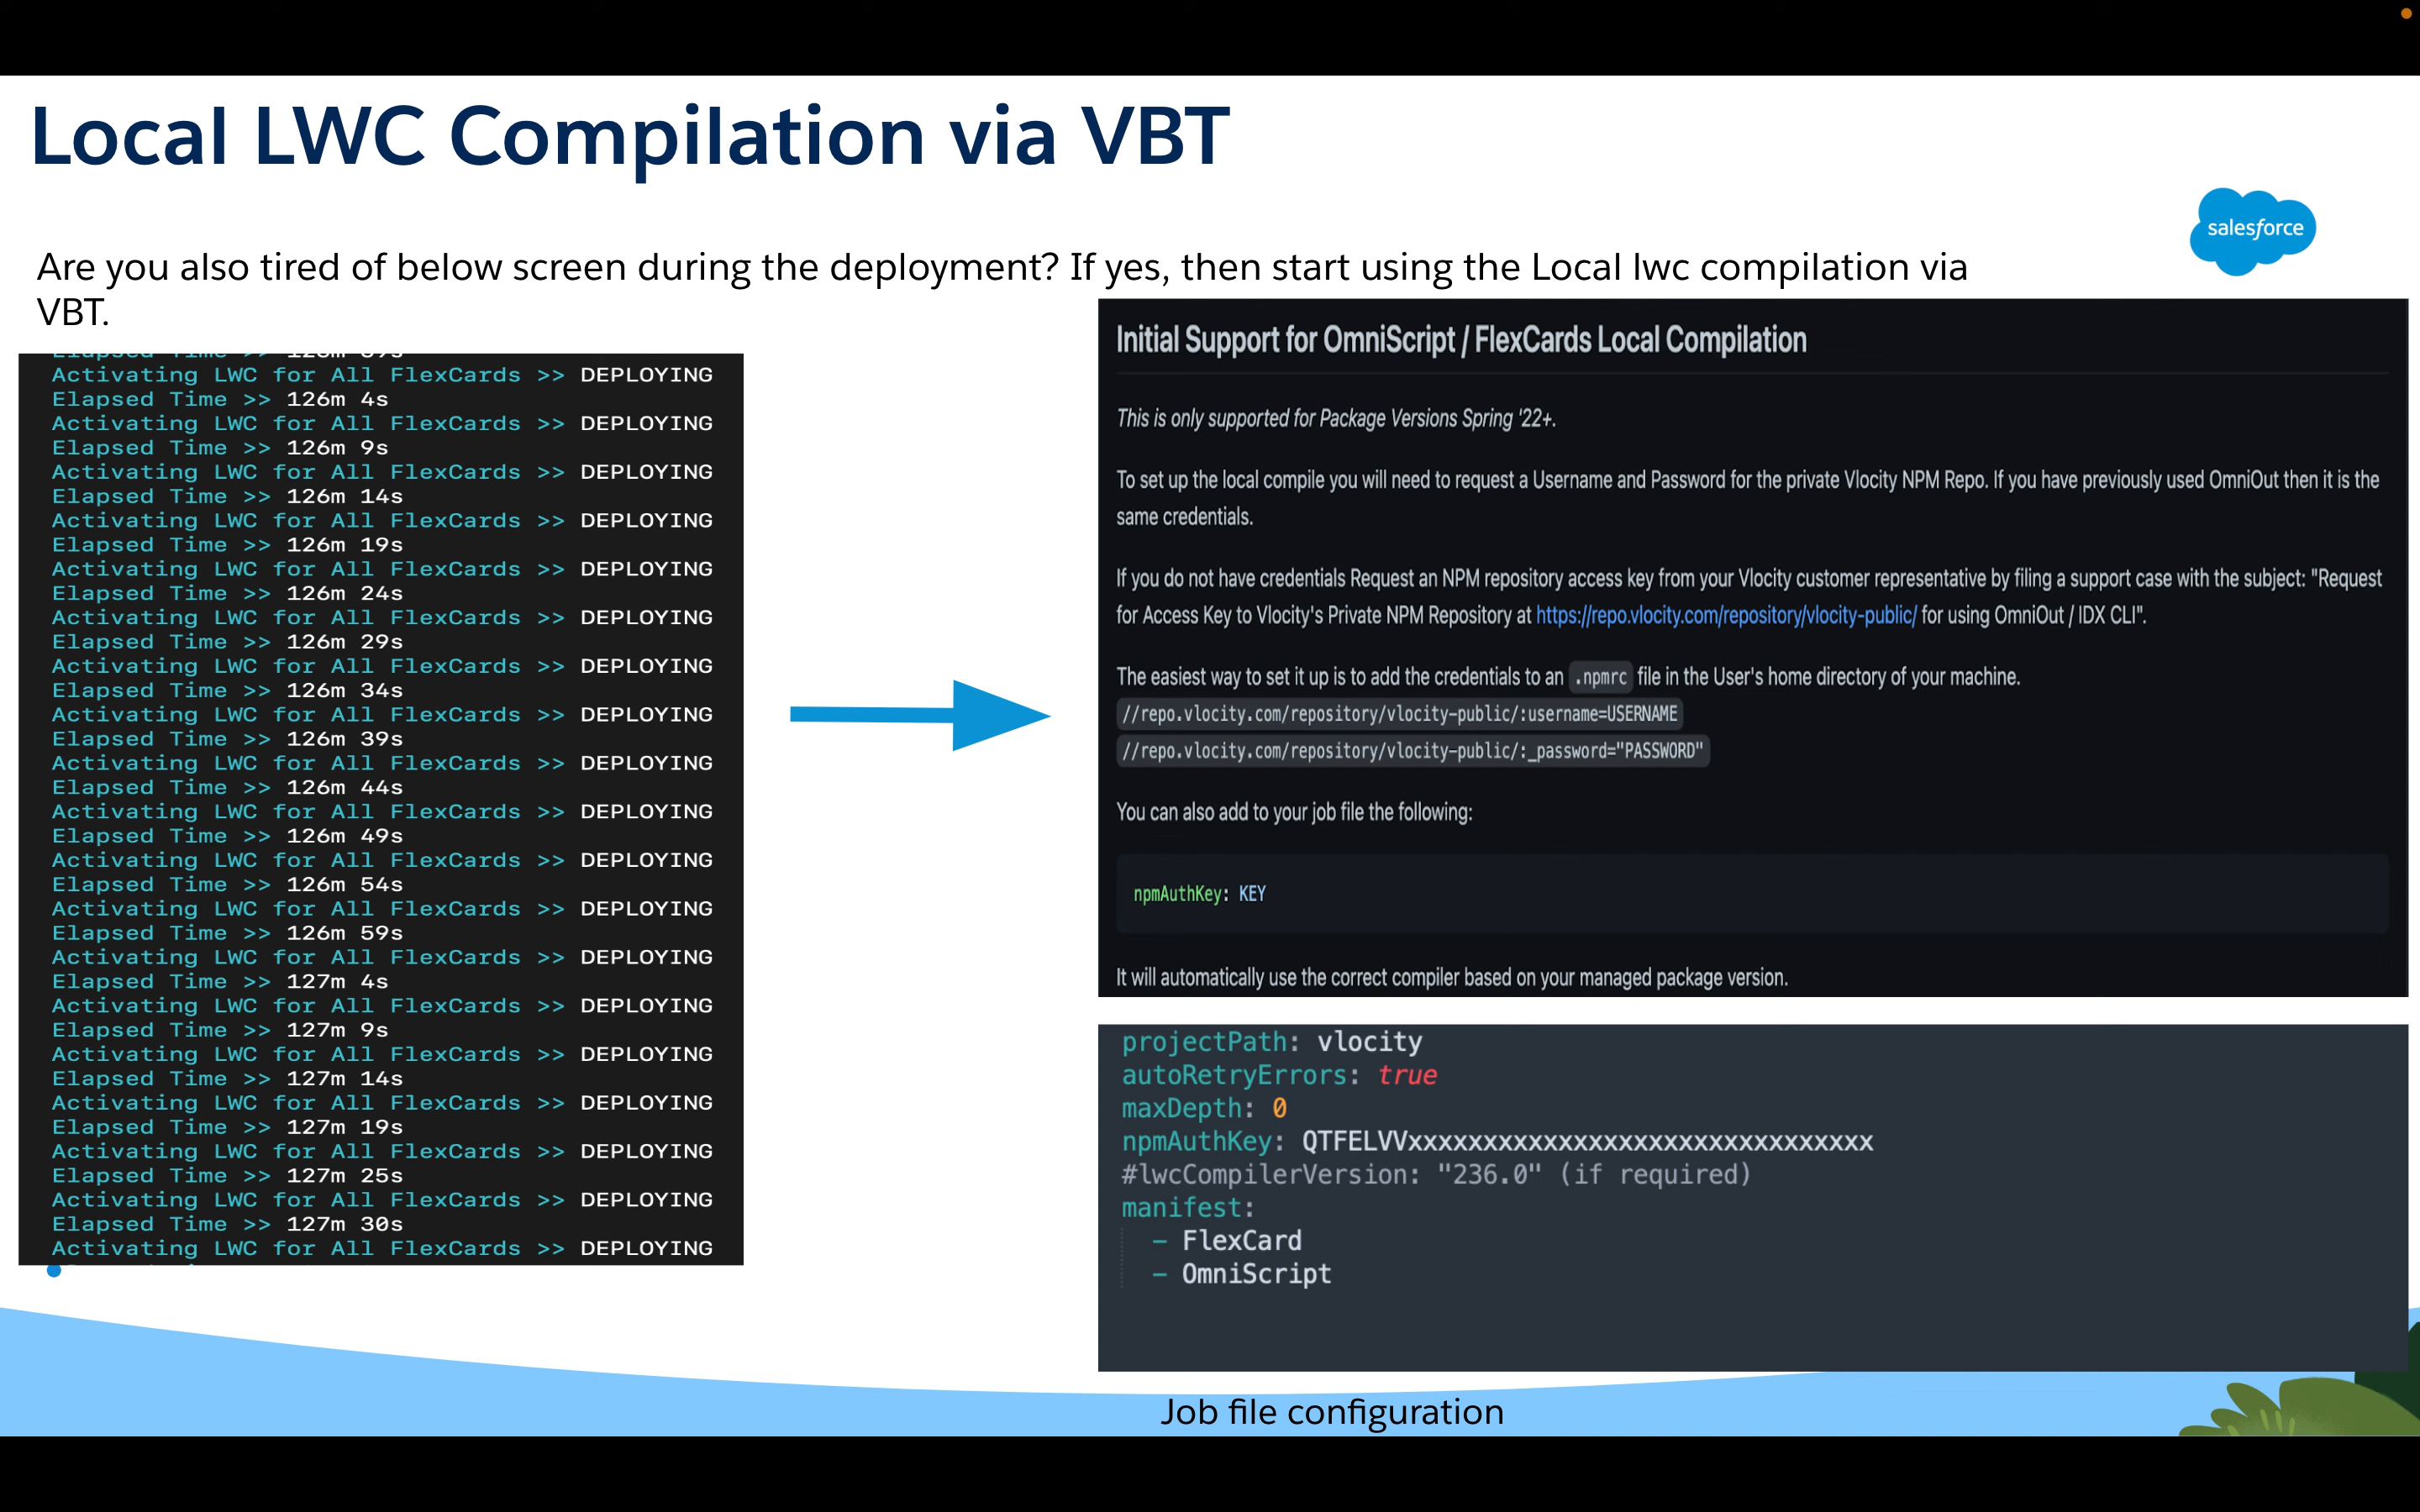 Local LWC Compilation via VBT
salesforce
Are you also tired of below screen during the deployment? If yes, then start using the Local lwc compilation via
VBT.
Activating LWC for All FlexCards >> DEPLOYING
Elapsed Time >> 126m 4s
Activating LWC for All FlexCards >> DEPLOYING
Elapsed Time >> 126m 9s
Activating LWC for All FlexCards >> DEPLOYING
Elapsed Time >> 126m 14s
Activating LWC for All FlexCards >> DEPLOYING
Elapsed Time >> 126m 19s
Activating LWC for All FlexCards >> DEPLOYING
Elapsed Time >> 126m 24s
Activating LWC for All FlexCards >> DEPLOYING
Elapsed Time >> 126m 29s
Activating LWC for All FlexCards >> DEPLOYING
Elapsed Time >> 126m 34s
Activating LWC for All FlexCards >> DEPLOYING
Elapsed Time >> 126m 39s
Activating LWC for All FlexCards >> DEPLOYING
Elapsed Time >> 126m 44s
Activating LWC for All FlexCards >> DEPLOYING
Elapsed Time >> 126m 49s
Activating LWC for All FlexCards >> DEPLOYING
Elapsed Time >> 126m 54s
Activating LWC for All FlexCards >> DEPLOYING
Elapsed Time >> 126m 59s
Activating LWC for All FlexCards >> DEPLOYING
Elapsed Time >> 127m 4s
Activating LWC for All FlexCards >> DEPLOYING
Elapsed Time >> 127m 9s
Activating LWC for All FlexCards >> DEPLOYING
Elapsed Time >> 127m 14s
Activating LWC for All FlexCards >> DEPLOYING
Elapsed Time >> 127m 19s
Activating LWC for All FlexCards >> DEPLOYING
Elapsed Time >> 127m 25s
Activating LWC for All FlexCards >> DEPLOYING
Elapsed Time >> 127m 30s
Activating LWC for All FlexCards >> DEPLOYING
Initial Support for OmniScript / FlexCards Local Compilation
This is only supported for Package Versions Spring '22+.
To set up the local compile you will need to request a Username and Password for the private Vlocity NPM Repo. If you have previously used OmniOut then it is the
same credentials.
If you do not have credentials Request an NPM repository access key from your Vlocity customer representative by filing a support case with the subject: "Request
for Access Key to Vlocity's Private NPM Repository at https://repo.vlocity.com/repository/vlocity-public/ for using OmniOut / IDX CLI".
The easiest way to set it up is to add the credentials to an .npmrc file in the User's home directory of your machine.
//repo.vlocity.com/repository/vlocity-public/:username=USERNAME
//repo.vlocity.com/repository/vlocity-public/:_password="PASSWORD"
You can also add to your job file the following:
npmAuthKey: KEY
It will automatically use the correct compiler based on your managed package version.
projectPath: vlocity
autoRetryErrors: true
maxDepth: 0
npmAuthKey: QTFELVVxxxxxxxxxxxxxxxxxxxxxxxxxxxxxxx
#lwcCompilerVersion: "236.0" (if required)
manifest:
– FlexCard
– OmniScript
Job file configuration